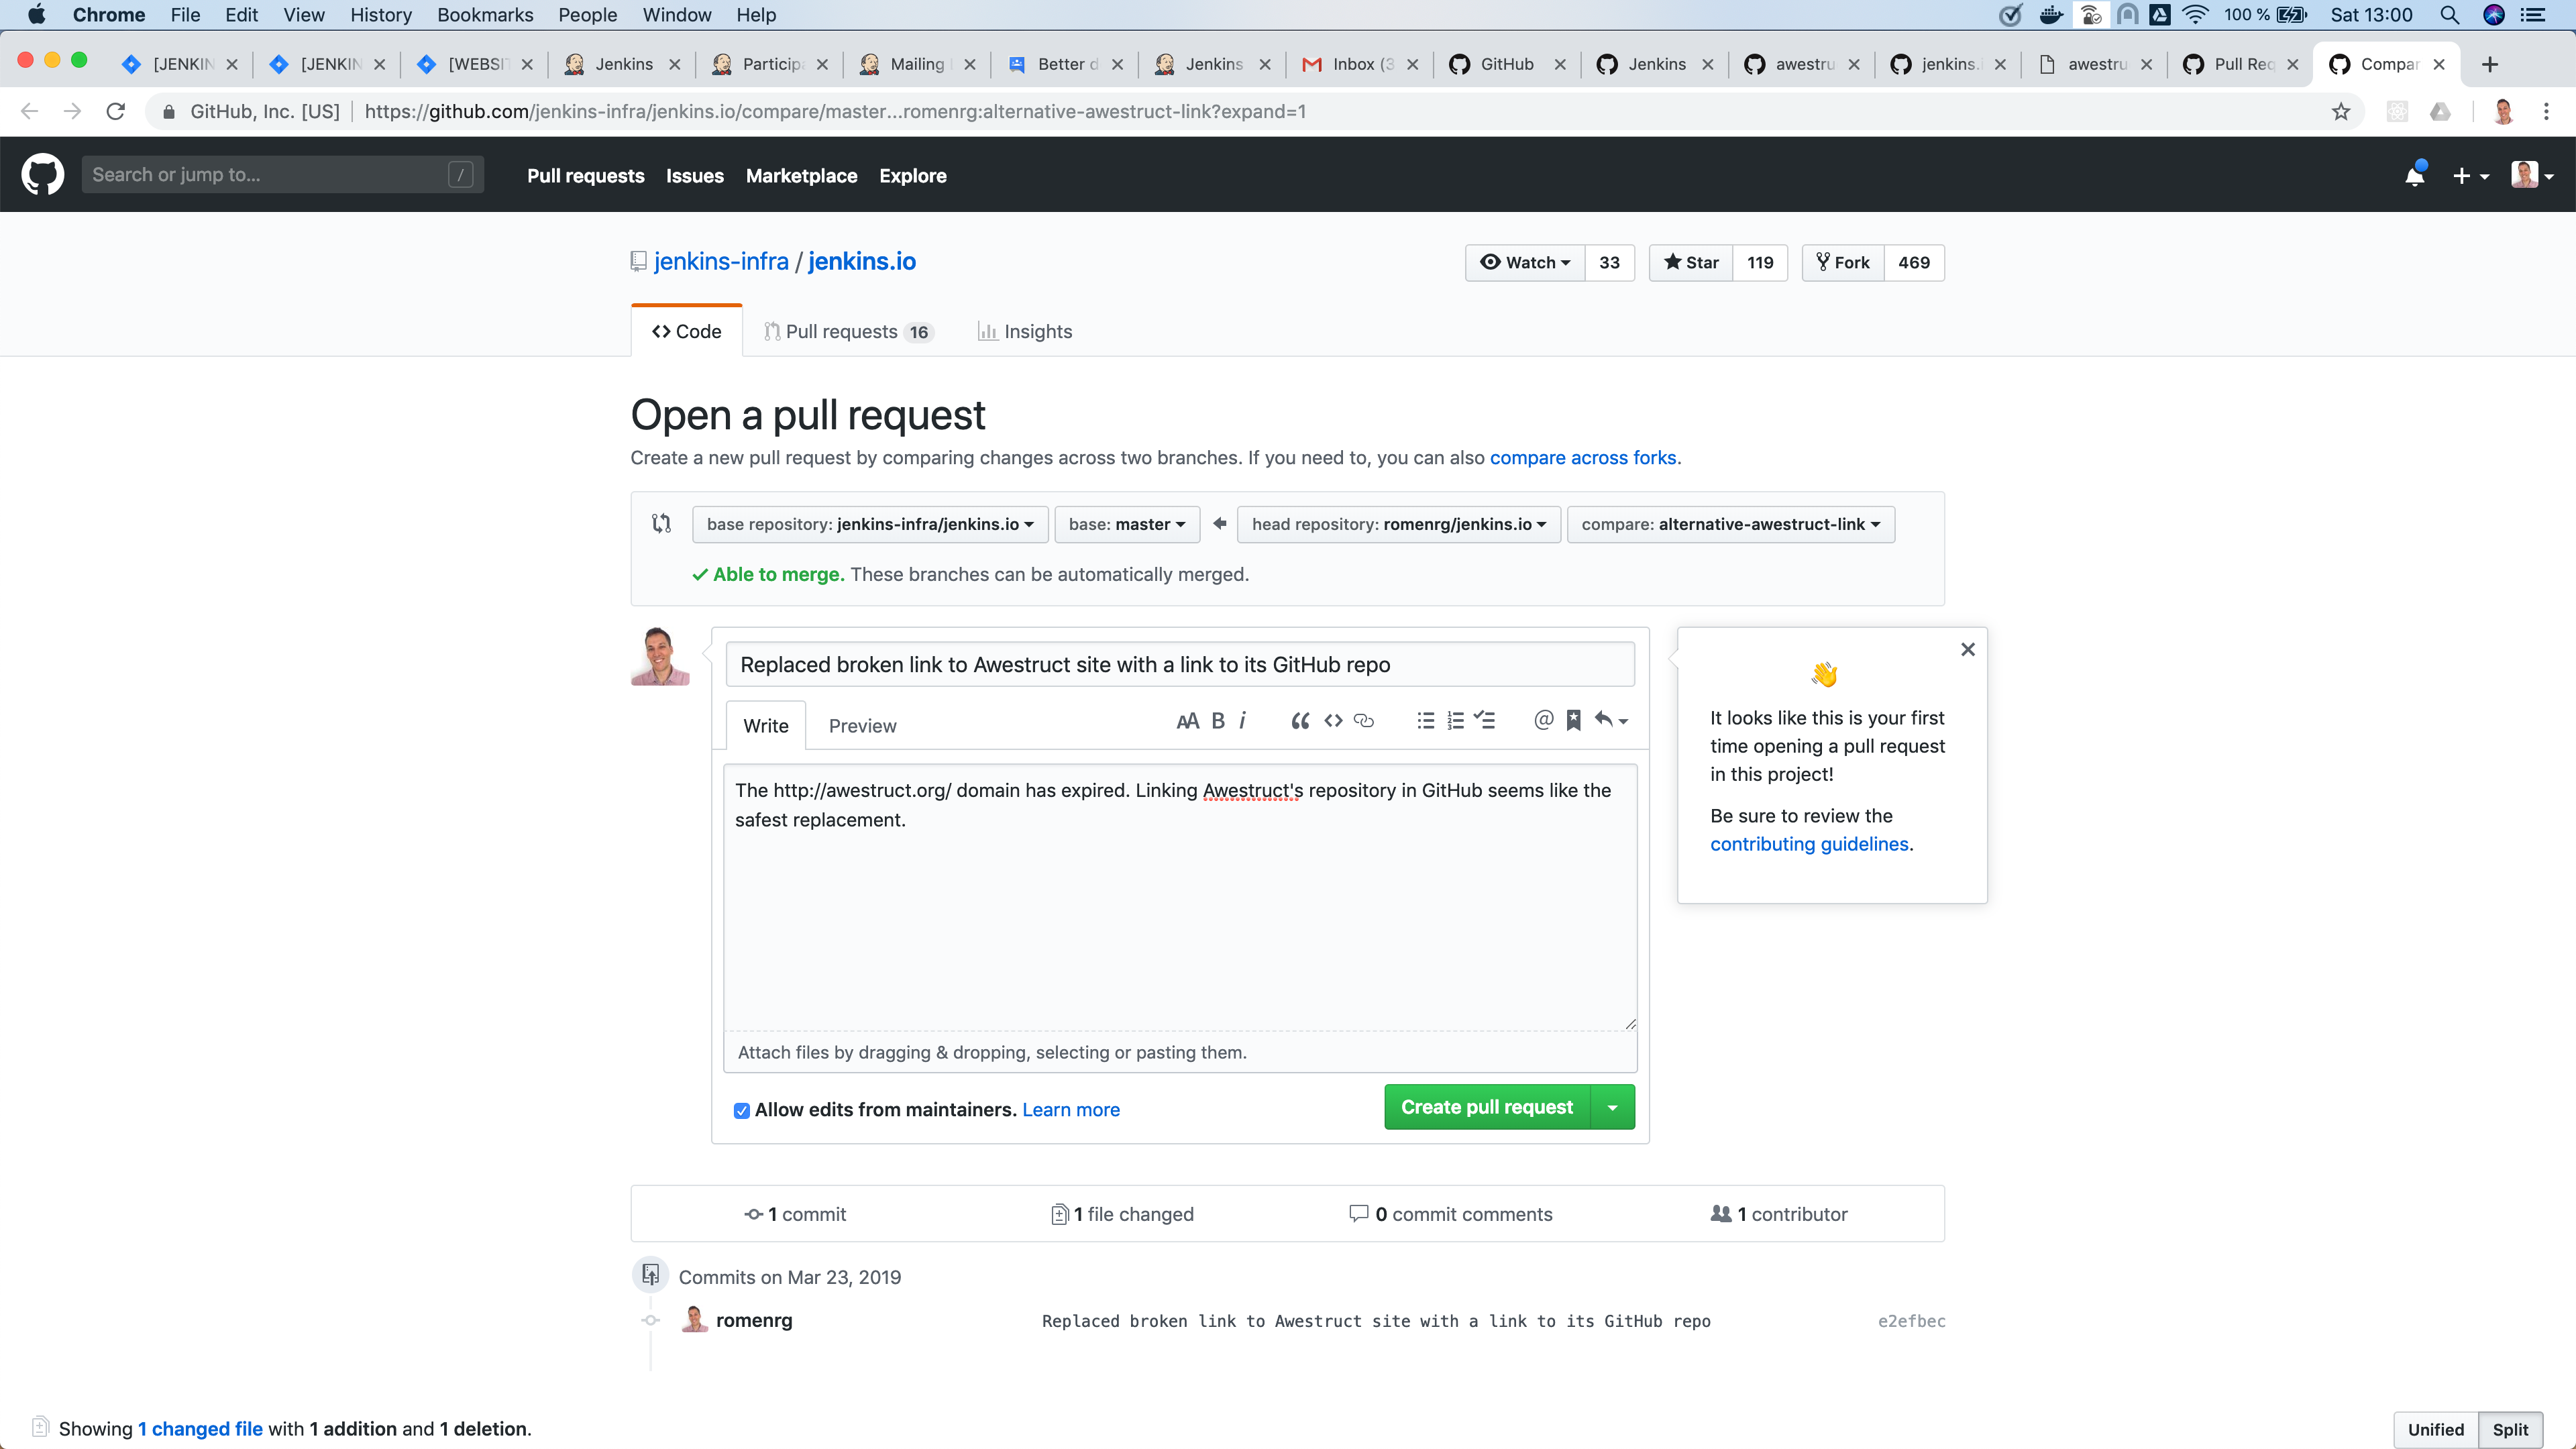 Chrome File Edit View History Bookmarks People Window Help 100 % Sat 13:00
[JENKIN [JENKIN [WEBSI Jenkins Particip Mailing Better d Jenkins Inbox (3 GitHub Jenkins awestru jenkins. awestru Pull Req Compar
GitHub, Inc. [US] https://github.com/jenkins-infra/jenkins.io/compare/master...romenrg:alternative-awestruct-link?expand=1
Search or jump to... / Pull requests Issues Marketplace Explore
jenkins-infra / jenkins.io Watch 33 Star 119 Fork 469
Code Pull requests 16 Insights
Open a pull request
Create a new pull request by comparing changes across two branches. If you need to, you can also compare across forks.
base repository: jenkins-infra/jenkins.io base: master head repository: romenrg/jenkins.io compare: alternative-awestruct-link
Able to merge. These branches can be automatically merged.
Replaced broken link to Awestruct site with a link to its GitHub repo
Write Preview
The http://awestruct.org/ domain has expired. Linking Awestruct's repository in GitHub seems like the
safest replacement.
Attach files by dragging & dropping, selecting or pasting them.
Allow edits from maintainers. Learn more Create pull request
It looks like this is your first
time opening a pull request
in this project!
Be sure to review the
contributing guidelines.
1 commit 1 file changed 0 commit comments 1 contributor
Commits on Mar 23, 2019
romenrg Replaced broken link to Awestruct site with a link to its GitHub repo e2efbec
Showing 1 changed file with 1 addition and 1 deletion. Unified Split